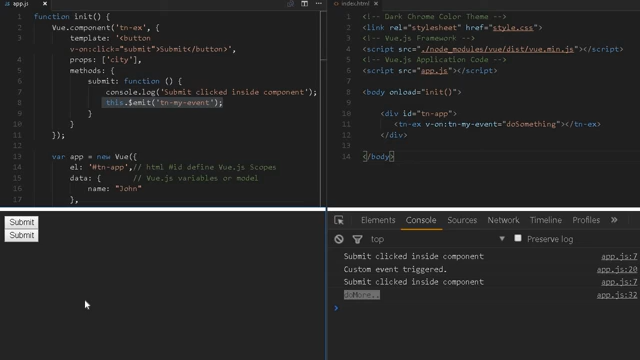 app.js
function init() {
Vue.component('tn-ex', {
template: '<button
v-on:click="submit">Submit</button>',
props: ['city'],
methods: {
submit: function () {
console.log('Submit clicked inside component');
this.$emit('tn-my-event');
}
}
});
var app = new Vue({
el: '#tn-app',// html #id define Vue.js Scopes
data: { // Vue.js variables or model
name: "John"
},
index.html
<!-- Dark Chrome Color Theme -->
<link rel="stylesheet" href="style.css">
<!-- Vue.js Framework -->
<script src="./node_modules/vue/dist/vue.min.js"></script>
<!-- Vue.js Application Code -->
<script src="app.js"></script>
<body onload="init()">
<div id="tn-app">
<tn-ex v-on:tn-my-event="doSomething"></tn-ex>
</div>
</body>
Submit
Submit
Elements Console Sources Network Timeline Profiles »
top Preserve log
Submit clicked inside component app.js:7
Custom event triggered. app.js:20
Submit clicked inside component app.js:7
doMore.. app.js:32